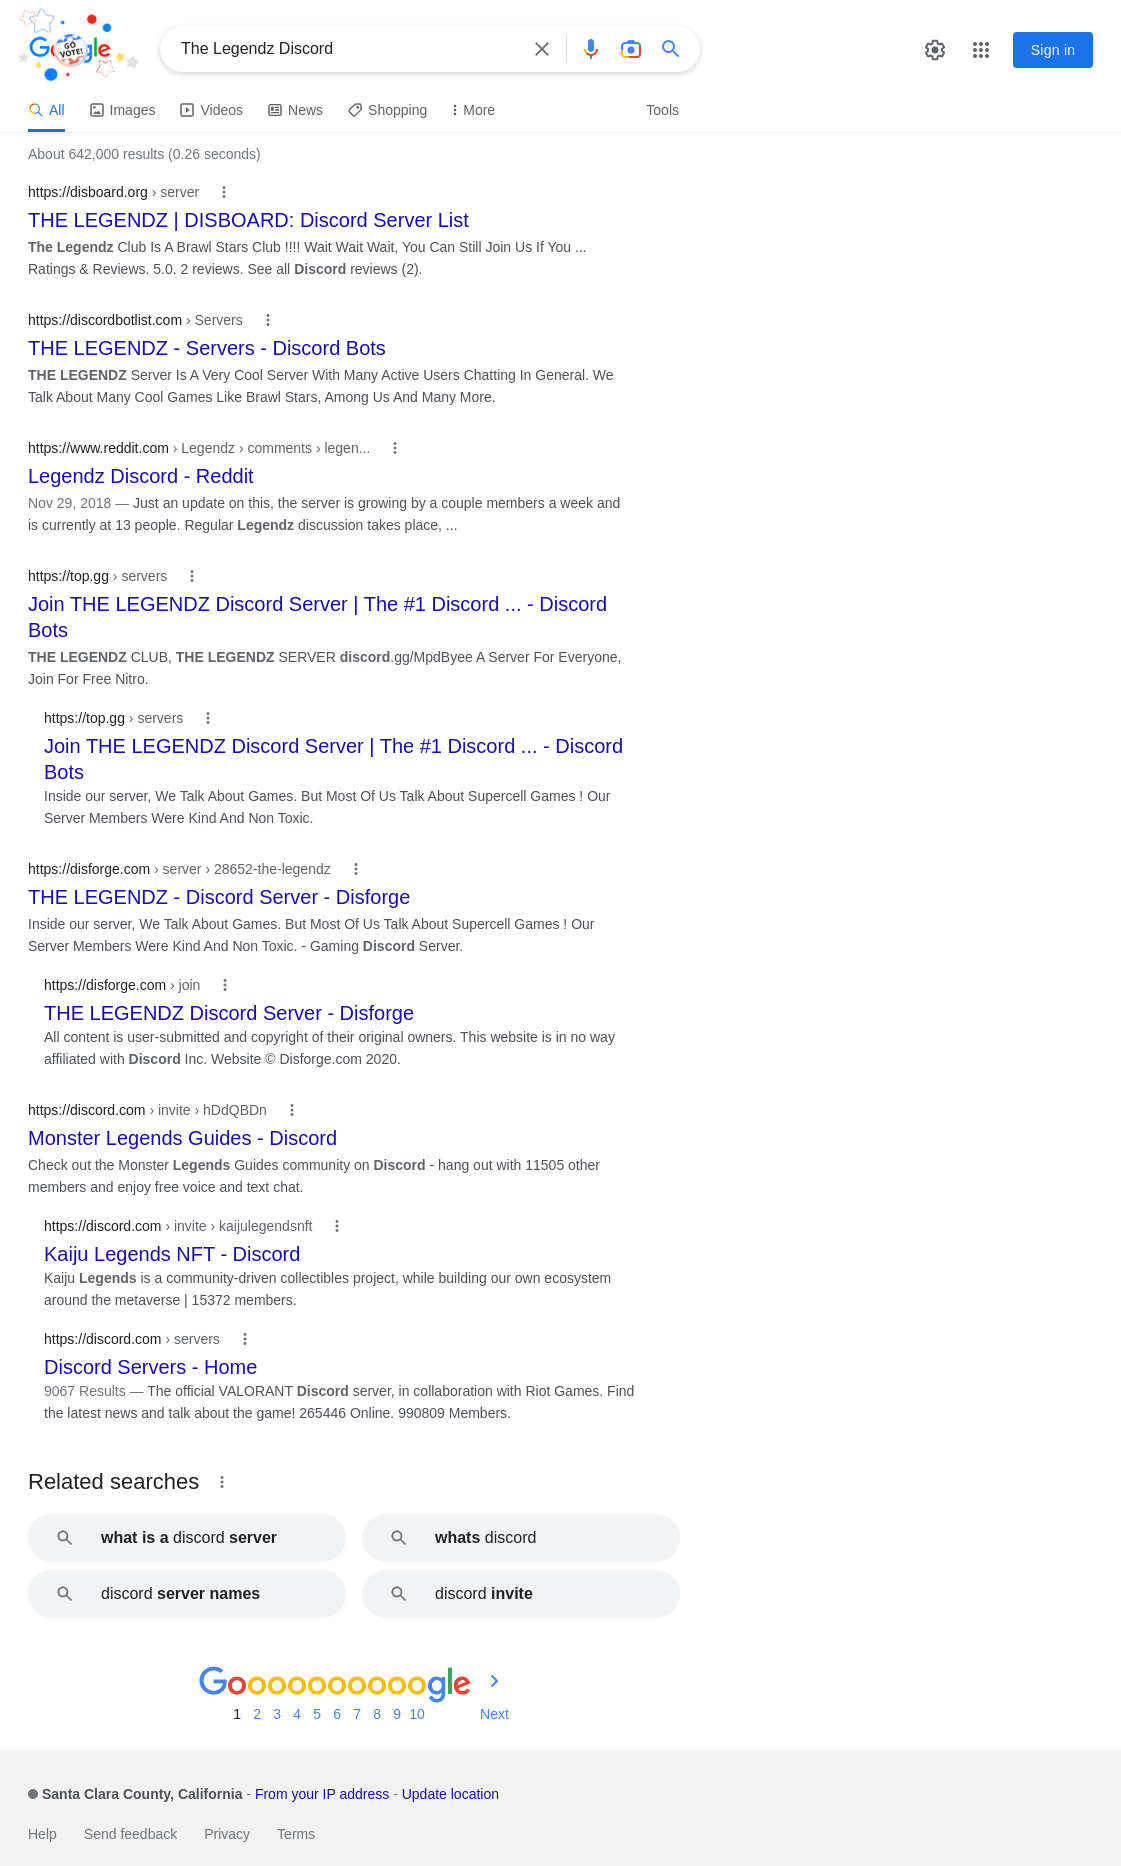 Google
GO VOTE!
The Legendz Discord
Sign in
All
Images
Videos
News
Shopping
More
Tools
About 642,000 results (0.26 seconds)
https://disboard.org › server
THE LEGENDZ | DISBOARD: Discord Server List
The Legendz Club Is A Brawl Stars Club !!!! Wait Wait Wait, You Can Still Join Us If You ...
Ratings & Reviews. 5.0. 2 reviews. See all Discord reviews (2).
https://discordbotlist.com › Servers
THE LEGENDZ - Servers - Discord Bots
THE LEGENDZ Server Is A Very Cool Server With Many Active Users Chatting In General. We
Talk About Many Cool Games Like Brawl Stars, Among Us And Many More.
https://www.reddit.com › Legendz › comments › legen...
Legendz Discord - Reddit
Nov 29, 2018 — Just an update on this, the server is growing by a couple members a week and
is currently at 13 people. Regular Legendz discussion takes place, ...
https://top.gg › servers
Join THE LEGENDZ Discord Server | The #1 Discord ... - Discord
Bots
THE LEGENDZ CLUB, THE LEGENDZ SERVER discord.gg/MpdByee A Server For Everyone,
Join For Free Nitro.
https://top.gg › servers
Join THE LEGENDZ Discord Server | The #1 Discord ... - Discord
Bots
Inside our server, We Talk About Games. But Most Of Us Talk About Supercell Games ! Our
Server Members Were Kind And Non Toxic.
https://disforge.com › server › 28652-the-legendz
THE LEGENDZ - Discord Server - Disforge
Inside our server, We Talk About Games. But Most Of Us Talk About Supercell Games ! Our
Server Members Were Kind And Non Toxic. - Gaming Discord Server.
https://disforge.com › join
THE LEGENDZ Discord Server - Disforge
All content is user-submitted and copyright of their original owners. This website is in no way
affiliated with Discord Inc. Website © Disforge.com 2020.
https://discord.com › invite › hDdQBDn
Monster Legends Guides - Discord
Check out the Monster Legends Guides community on Discord - hang out with 11505 other
members and enjoy free voice and text chat.
https://discord.com › invite › kaijulegendsnft
Kaiju Legends NFT - Discord
Kaiju Legends is a community-driven collectibles project, while building our own ecosystem
around the metaverse | 15372 members.
https://discord.com › servers
Discord Servers - Home
9067 Results — The official VALORANT Discord server, in collaboration with Riot Games. Find
the latest news and talk about the game! 265446 Online. 990809 Members.
Related searches
what is a discord server
whats discord
discord server names
discord invite
Goooooooooogle
1 2 3 4 5 6 7 8 9 10 Next
Santa Clara County, California - From your IP address - Update location
Help Send feedback Privacy Terms